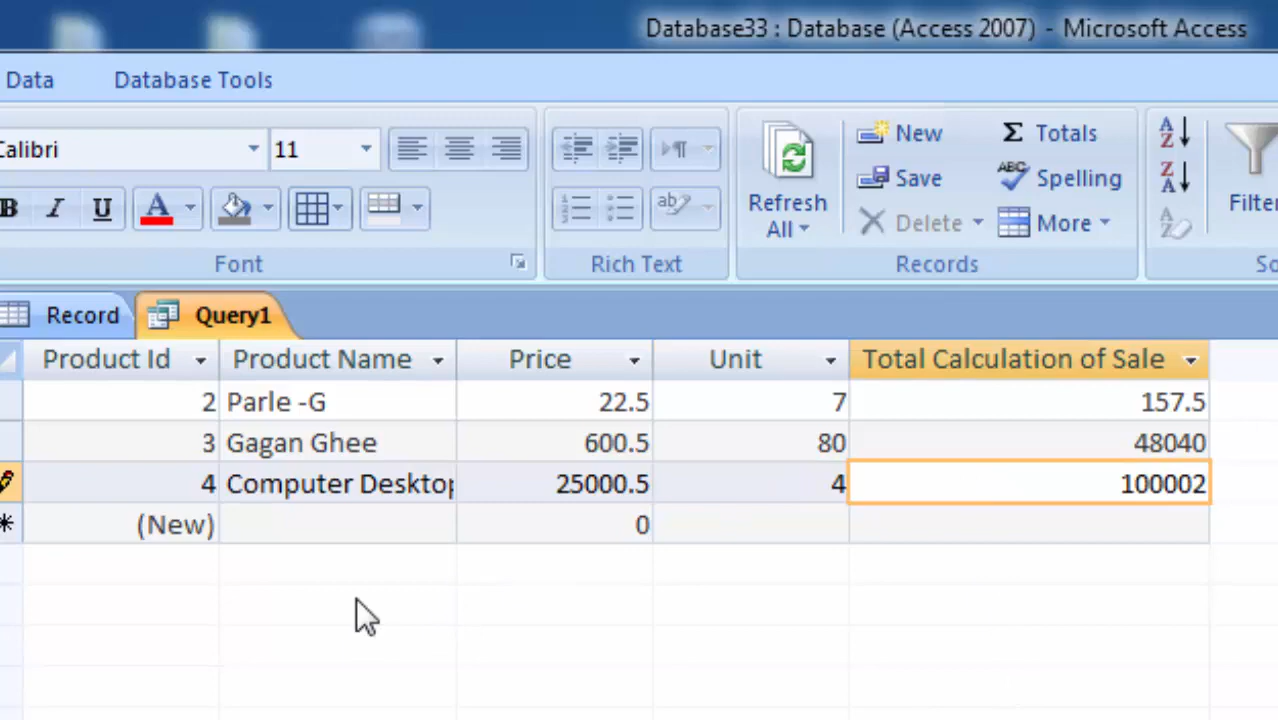 Database33 : Database (Access 2007) - Microsoft Access
Data Database Tools
Calibri 11
B I U A
Refresh All
New
Save
Delete
Σ Totals
ABC Spelling
More
A Z
Z A
Filter
Font Rich Text Records
Record Query1
Product Id Product Name Price Unit Total Calculation of Sale
2 Parle -G 22.5 7 157.5
3 Gagan Ghee 600.5 80 48040
4 Computer Desktop 25000.5 4 100002
(New) 0